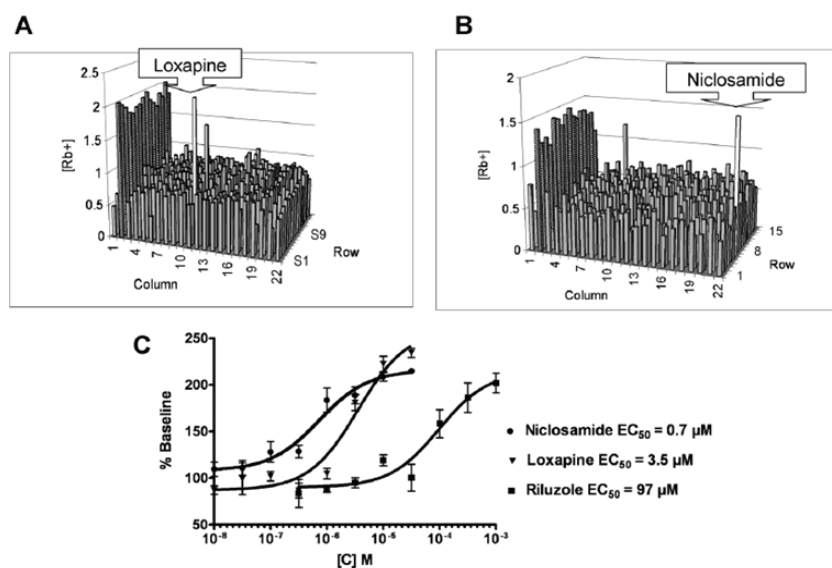 A
Loxapine
[Rb+]
2.5
2
1.5
1
0.5
0
1
4
7
10
13
16
19
22
Column
S1
S9
Row
B
Niclosamide
[Rb+]
2
1.5
1
0.5
0
1
4
7
10
13
16
19
22
Column
1
8
15
Row
C
% Baseline
250
200
150
100
50
10⁻⁸
10⁻⁷
10⁻⁶
10⁻⁵
10⁻⁴
10⁻³
[C] M
Niclosamide EC₅₀ = 0.7 µM
Loxapine EC₅₀ = 3.5 µM
Riluzole EC₅₀ = 97 µM